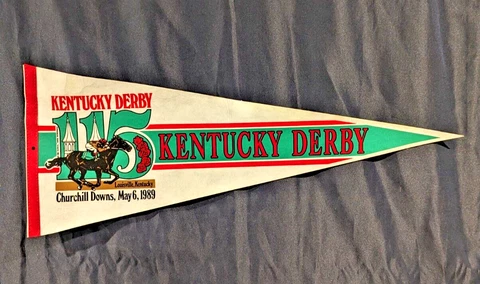 KENTUCKY DERBY
115
KENTUCKY DERBY
Louisville, Kentucky
Churchill Downs, May 6, 1989